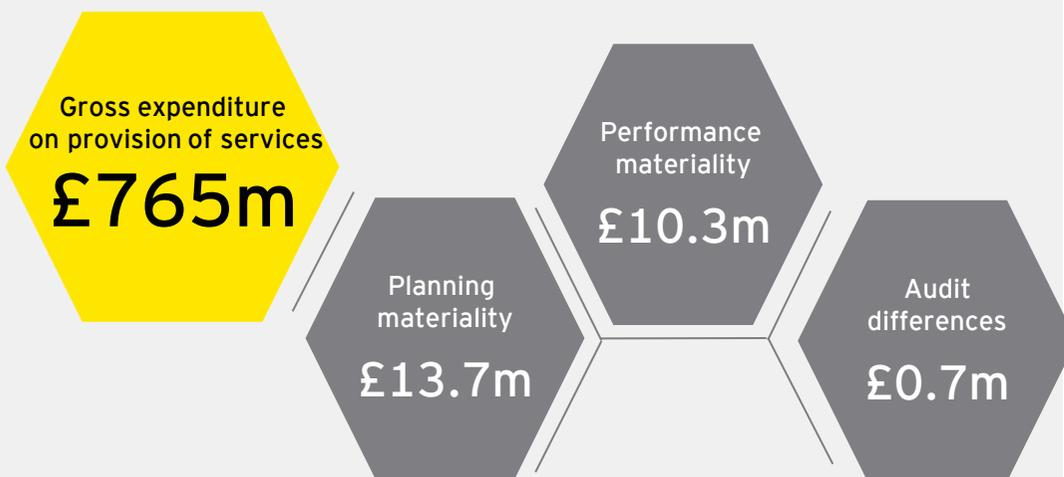 Gross expenditure
on provision of services
£765m
Planning
materiality
£13.7m
Performance
materiality
£10.3m
Audit
differences
£0.7m